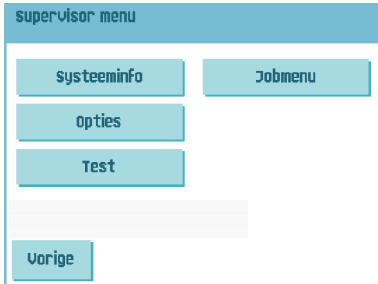 Supervisor menu
Systeeminfo
Jobmenu
Opties
Test
Vorige